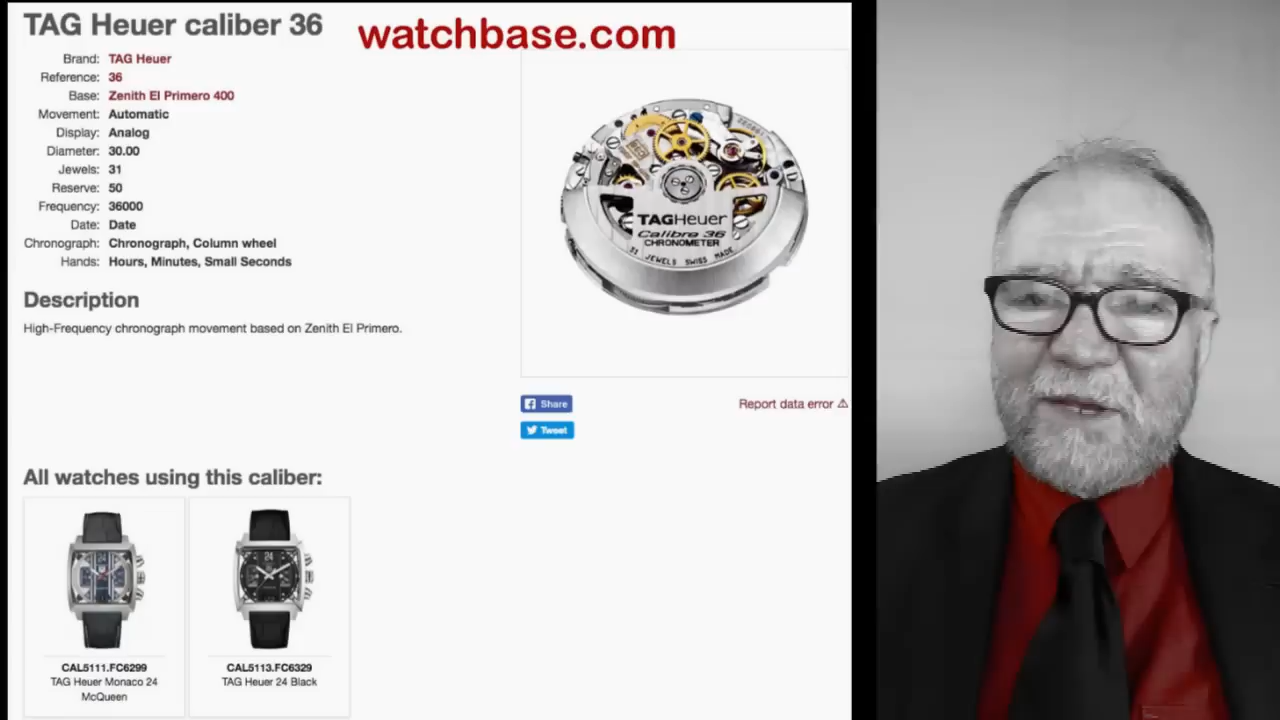 TAG Heuer caliber 36
watchbase.com
Brand: TAG Heuer
Reference: 36
Base: Zenith El Primero 400
Movement: Automatic
Display: Analog
Diameter: 30.00
Jewels: 31
Reserve: 50
Frequency: 36000
Date: Date
Chronograph: Chronograph, Column wheel
Hands: Hours, Minutes, Small Seconds
Description
High-Frequency chronograph movement based on Zenith El Primero.
TAGHeuer
Calibre 36
CHRONOMETER
31 JEWELS SWISS MADE
Share
Report data error
Tweet
All watches using this caliber:
CAL5111.FC6299
TAG Heuer Monaco 24
McQueen
CAL5113.FC6329
TAG Heuer 24 Black